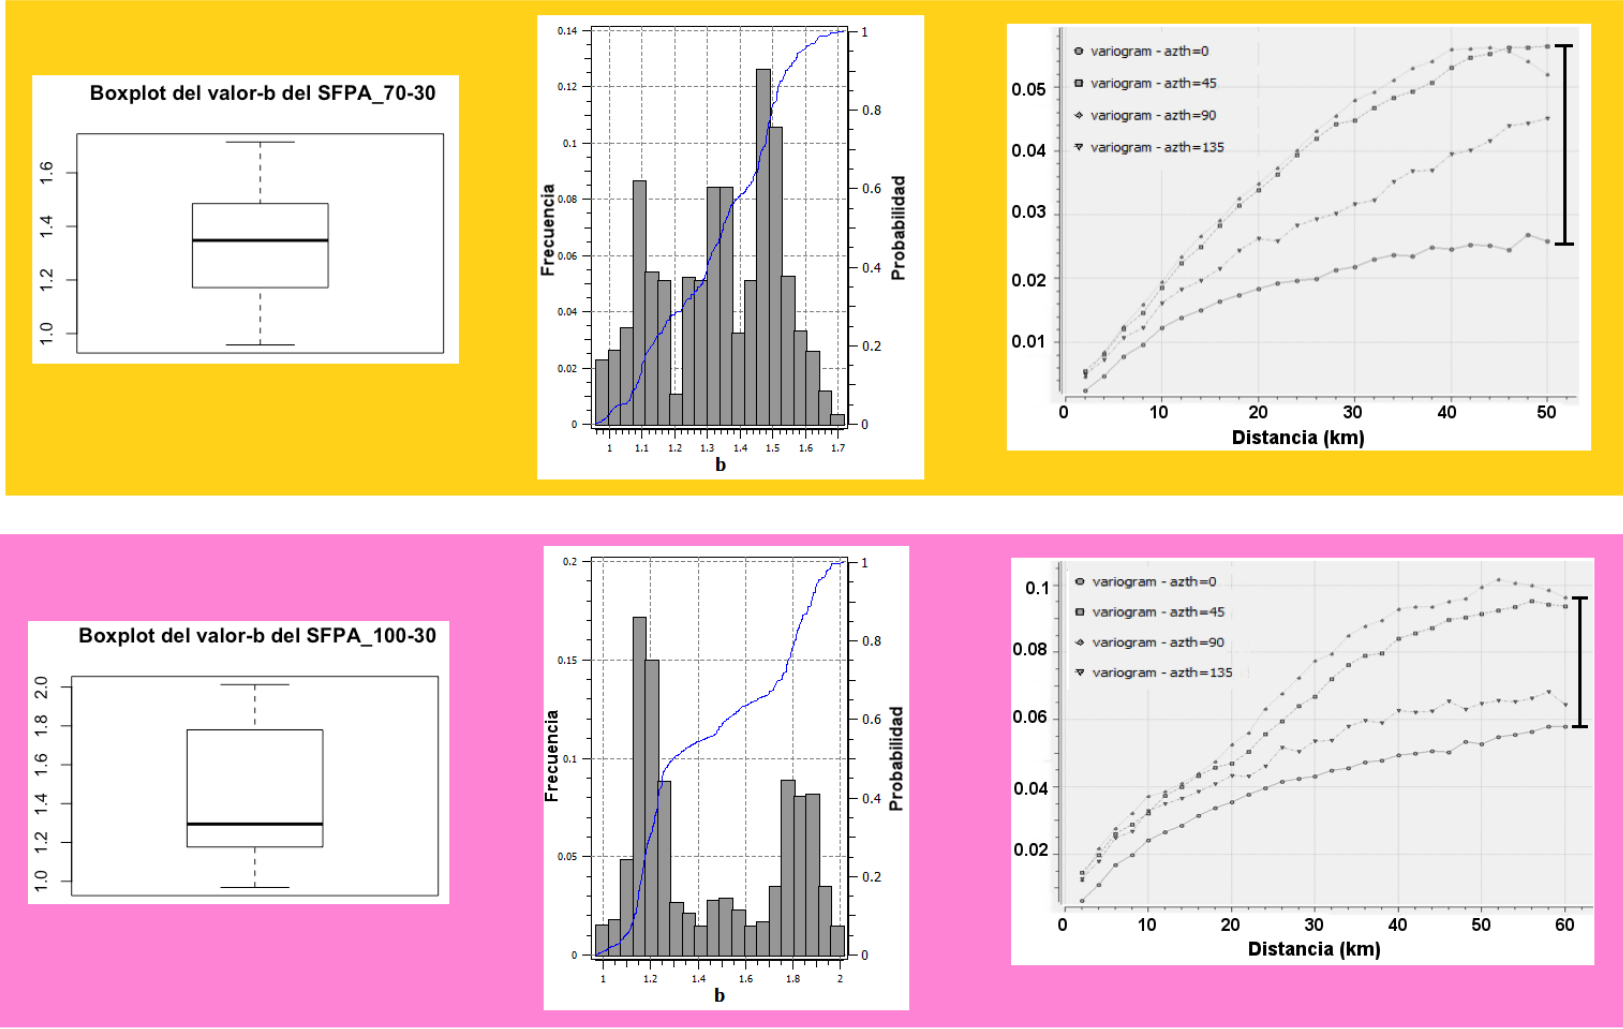 Boxplot del valor-b del SFPA_70-30
1.6
1.4
1.2
1.0
0.14
0.12
0.1
0.08
0.06
0.04
0.02
0
Frecuencia
1
0.8
0.6
0.4
0.2
0
Probabilidad
1 1.1 1.2 1.3 1.4 1.5 1.6 1.7
b
variogram - azth=0
variogram - azth=45
variogram - azth=90
variogram - azth=135
0.05
0.04
0.03
0.02
0.01
0 10 20 30 40 50
Distancia (km)
Boxplot del valor-b del SFPA_100-30
2.0
1.8
1.6
1.4
1.2
1.0
0.2
0.15
0.1
0.05
0
Frecuencia
1
0.8
0.6
0.4
0.2
0
Probabilidad
1 1.2 1.4 1.6 1.8 2
b
variogram - azth=0
variogram - azth=45
variogram - azth=90
variogram - azth=135
0.1
0.08
0.06
0.04
0.02
0 10 20 30 40 50 60
Distancia (km)